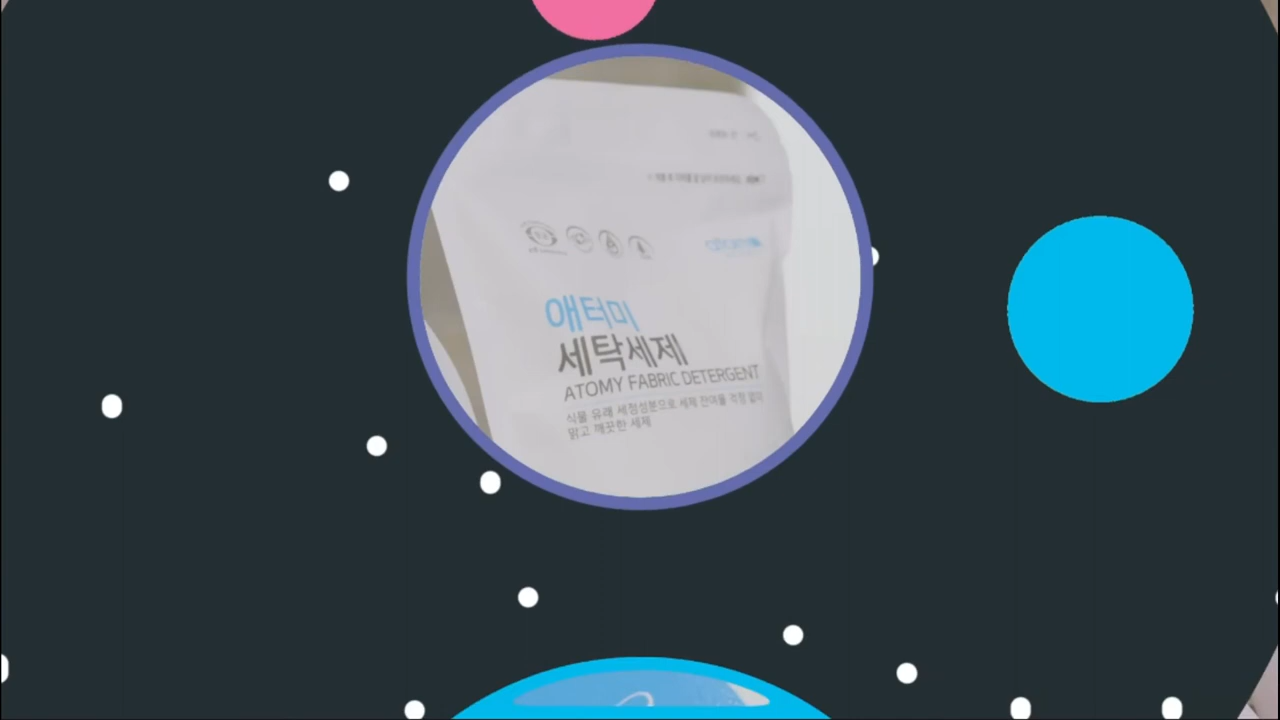 애터미
세탁세제
ATOMY FABRIC DETERGENT
식물 유래 세정성분으로 세제 잔여물 걱정 없이
맑고 깨끗한 세제